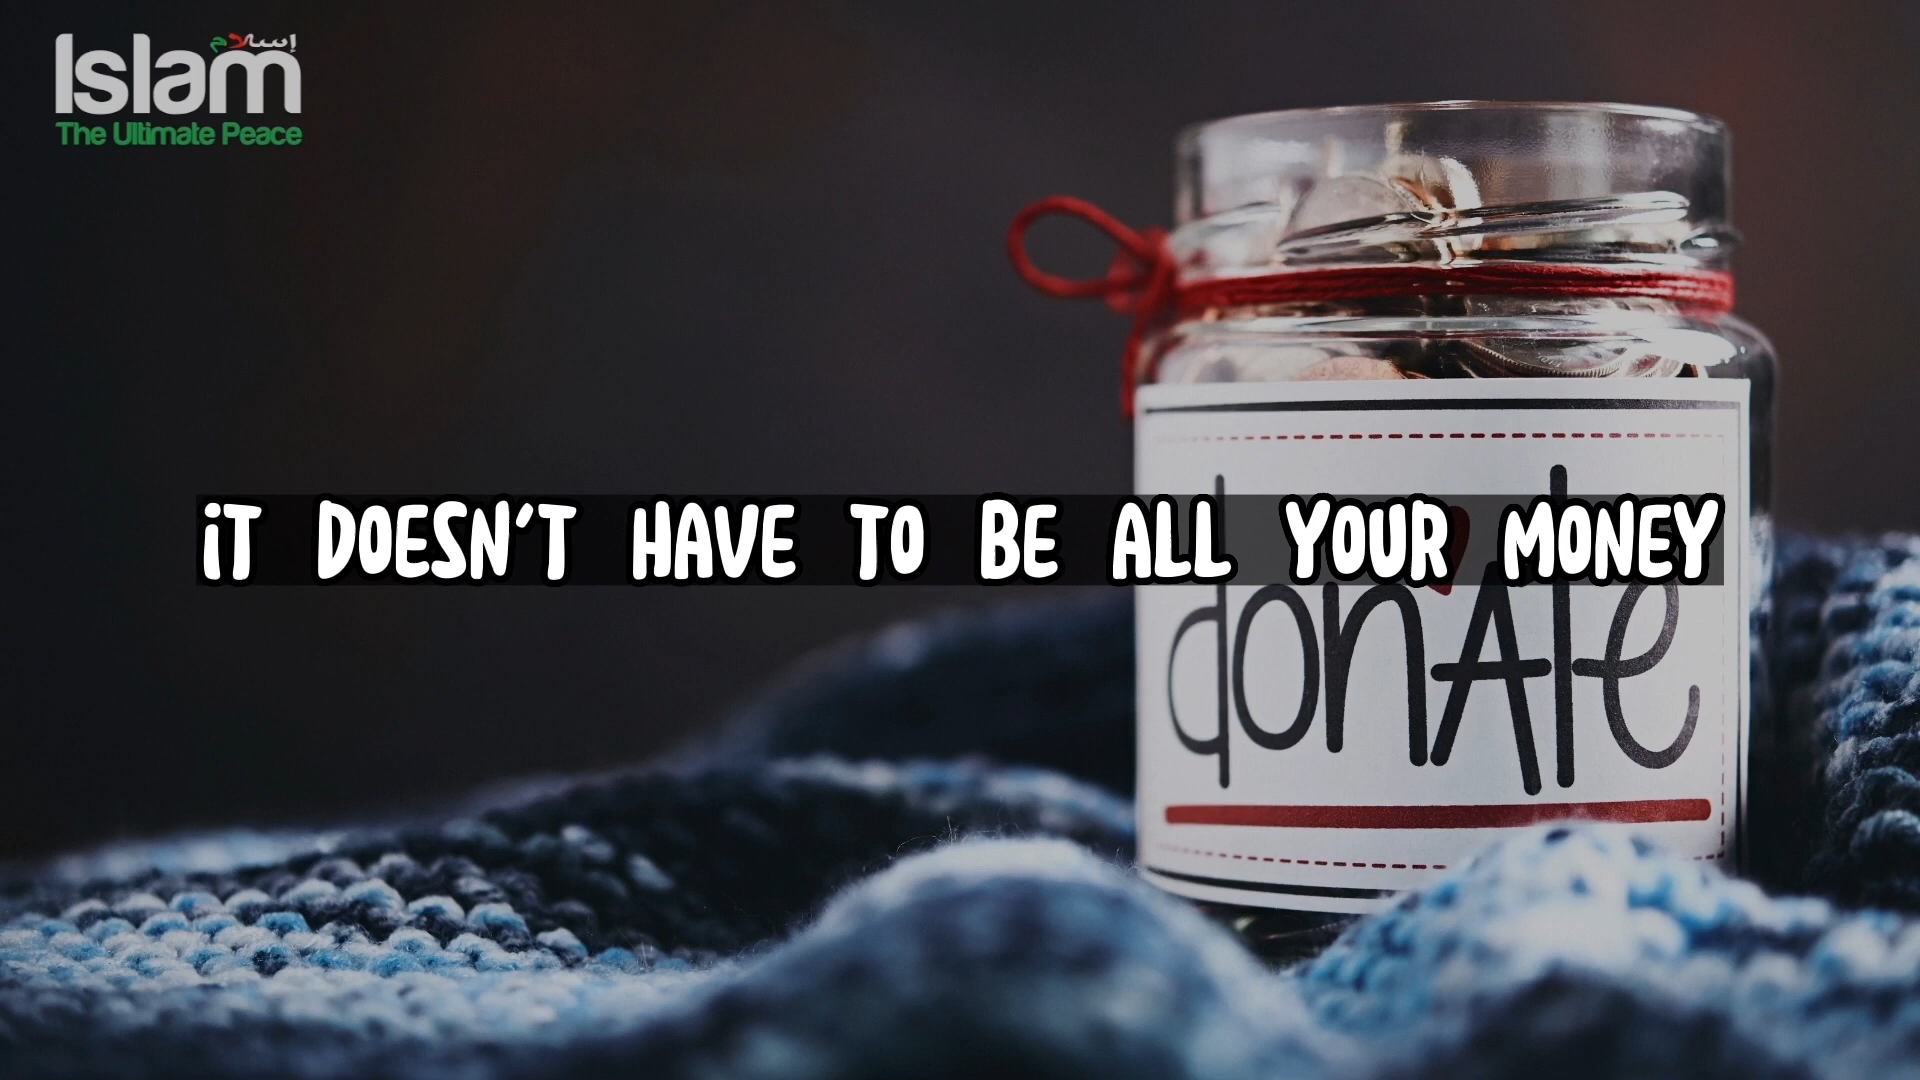 إسلام
Islam
The Ultimate Peace
iT DOESN'T HAVE TO BE ALL YOUR MONEY
donAte